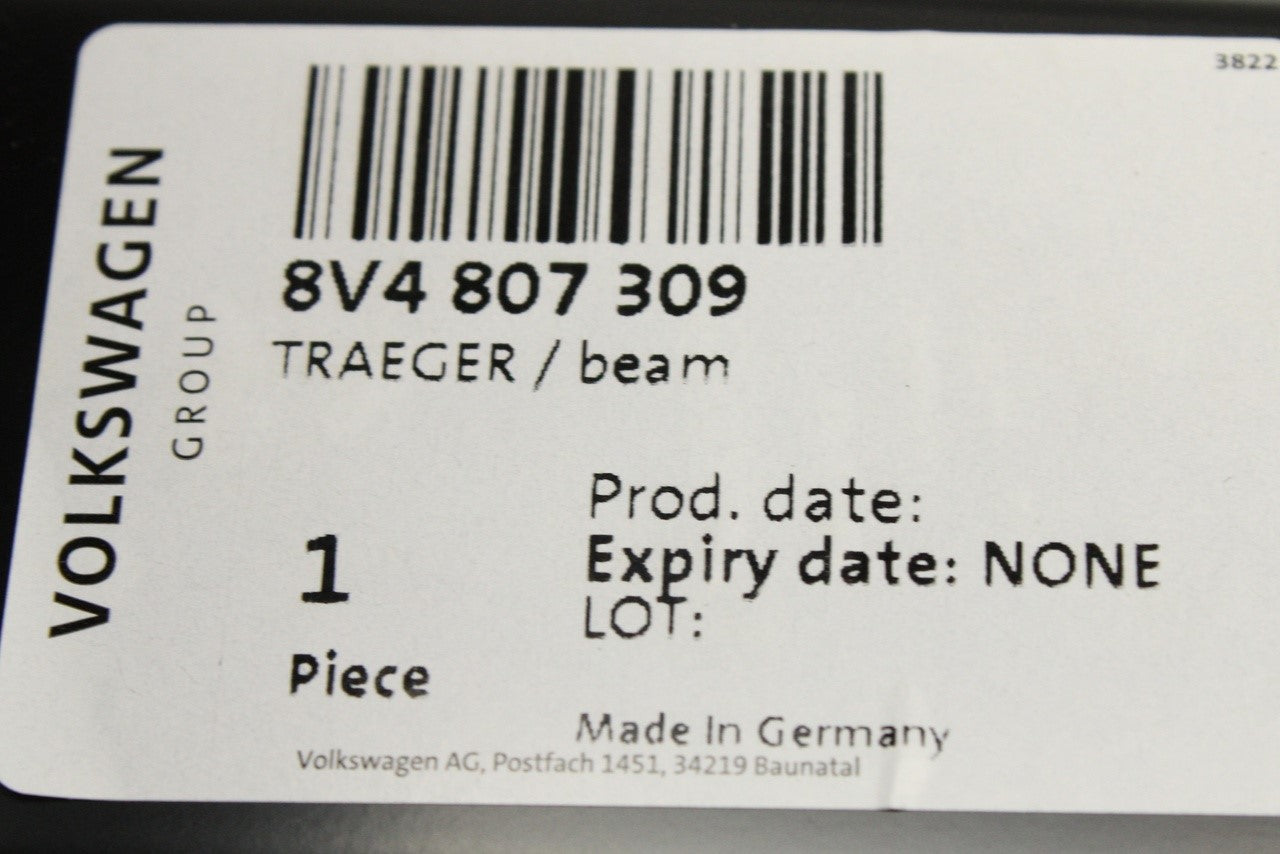 3822
VOLKSWAGEN
GROUP
8V4 807 309
TRAEGER / beam
Prod. date:
Expiry date: NONE
LOT:
1
Piece
Made In Germany
Volkswagen AG, Postfach 1451, 34219 Baunatal